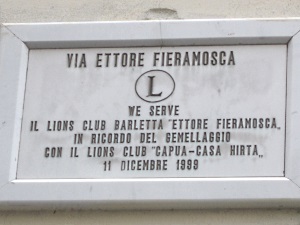 VIA ETTORE FIERAMOSCA
L
WE SERVE
IL LIONS CLUB BARLETTA "ETTORE FIERAMOSCA„
IN RICORDO DEL GEMELLAGGIO
CON IL LIONS CLUB "CAPUA-CASA HIRTA„
11 DICEMBRE 1999